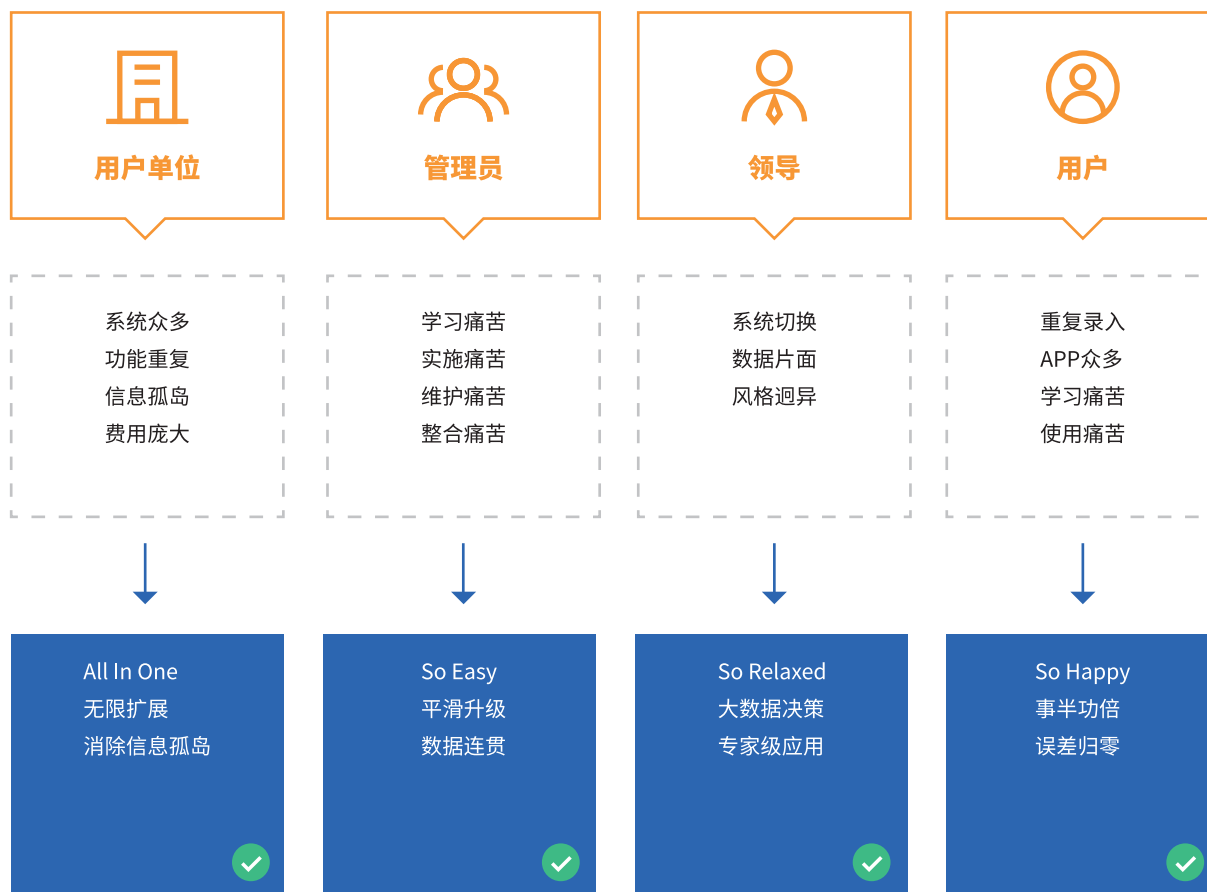 用户单位
系统众多
功能重复
信息孤岛
费用庞大
All In One
无限扩展
消除信息孤岛
管理员
学习痛苦
实施痛苦
维护痛苦
整合痛苦
So Easy
平滑升级
数据连贯
领导
系统切换
数据片面
风格迥异
So Relaxed
大数据决策
专家级应用
用户
重复录入
APP众多
学习痛苦
使用痛苦
So Happy
事半功倍
误差归零